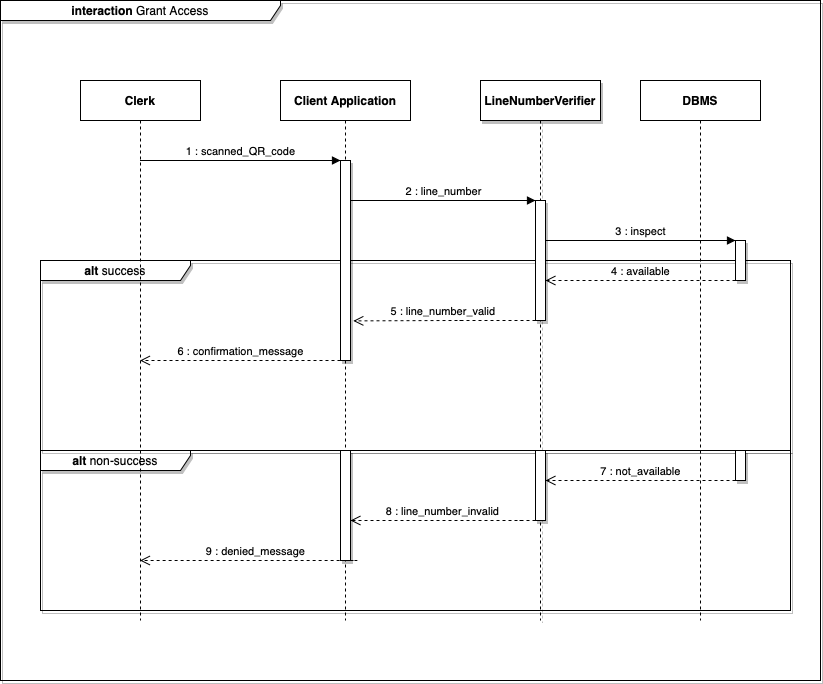 interaction Grant Access
Clerk
Client Application
LineNumberVerifier
DBMS
1 : scanned_QR_code
2 : line_number
3 : inspect
alt success
4 : available
5 : line_number_valid
6 : confirmation_message
alt non-success
7 : not_available
8 : line_number_invalid
9 : denied_message